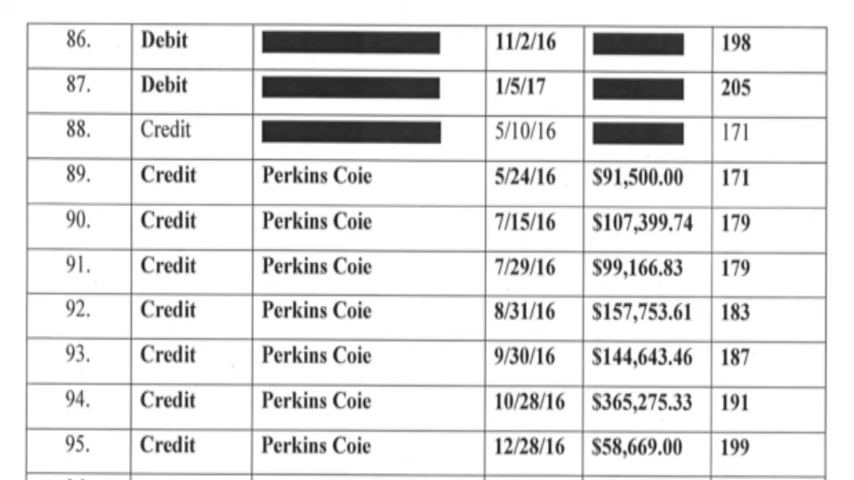 86. Debit 11/2/16 198
87. Debit 1/5/17 205
88. Credit 5/10/16 171
89. Credit Perkins Coie 5/24/16 $91,500.00 171
90. Credit Perkins Coie 7/15/16 $107,399.74 179
91. Credit Perkins Coie 7/29/16 $99,166.83 179
92. Credit Perkins Coie 8/31/16 $157,753.61 183
93. Credit Perkins Coie 9/30/16 $144,643.46 187
94. Credit Perkins Coie 10/28/16 $365,275.33 191
95. Credit Perkins Coie 12/28/16 $58,669.00 199